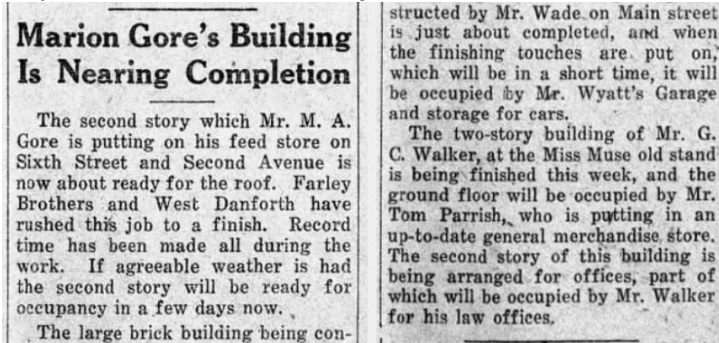 Marion Gore's Building
Is Nearing Completion
The second story which Mr. M. A.
Gore is putting on his feed store on
Sixth Street and Second Avenue is
now about ready for the roof. Farley
Brothers and West Danforth have
rushed this job to a finish. Record
time has been made all during the
work. If agreeable weather is had
the second story will be ready for
occupancy in a few days now.
The large brick building being con-
structed by Mr. Wade on Main street
is just about completed, and when
the finishing touches are put on,
which will be in a short time, it will
be occupied by Mr. Wyatt's Garage
and storage for cars.
The two-story building of Mr. G.
C. Walker, at the Miss Muse old stand
is being finished this week, and the
ground floor will be occupied by Mr.
Tom Parrish, who is putting in an
up-to-date general merchandise store.
The second story of this building is
being arranged for offices, part of
which will be occupied by Mr. Walker
for his law offices.